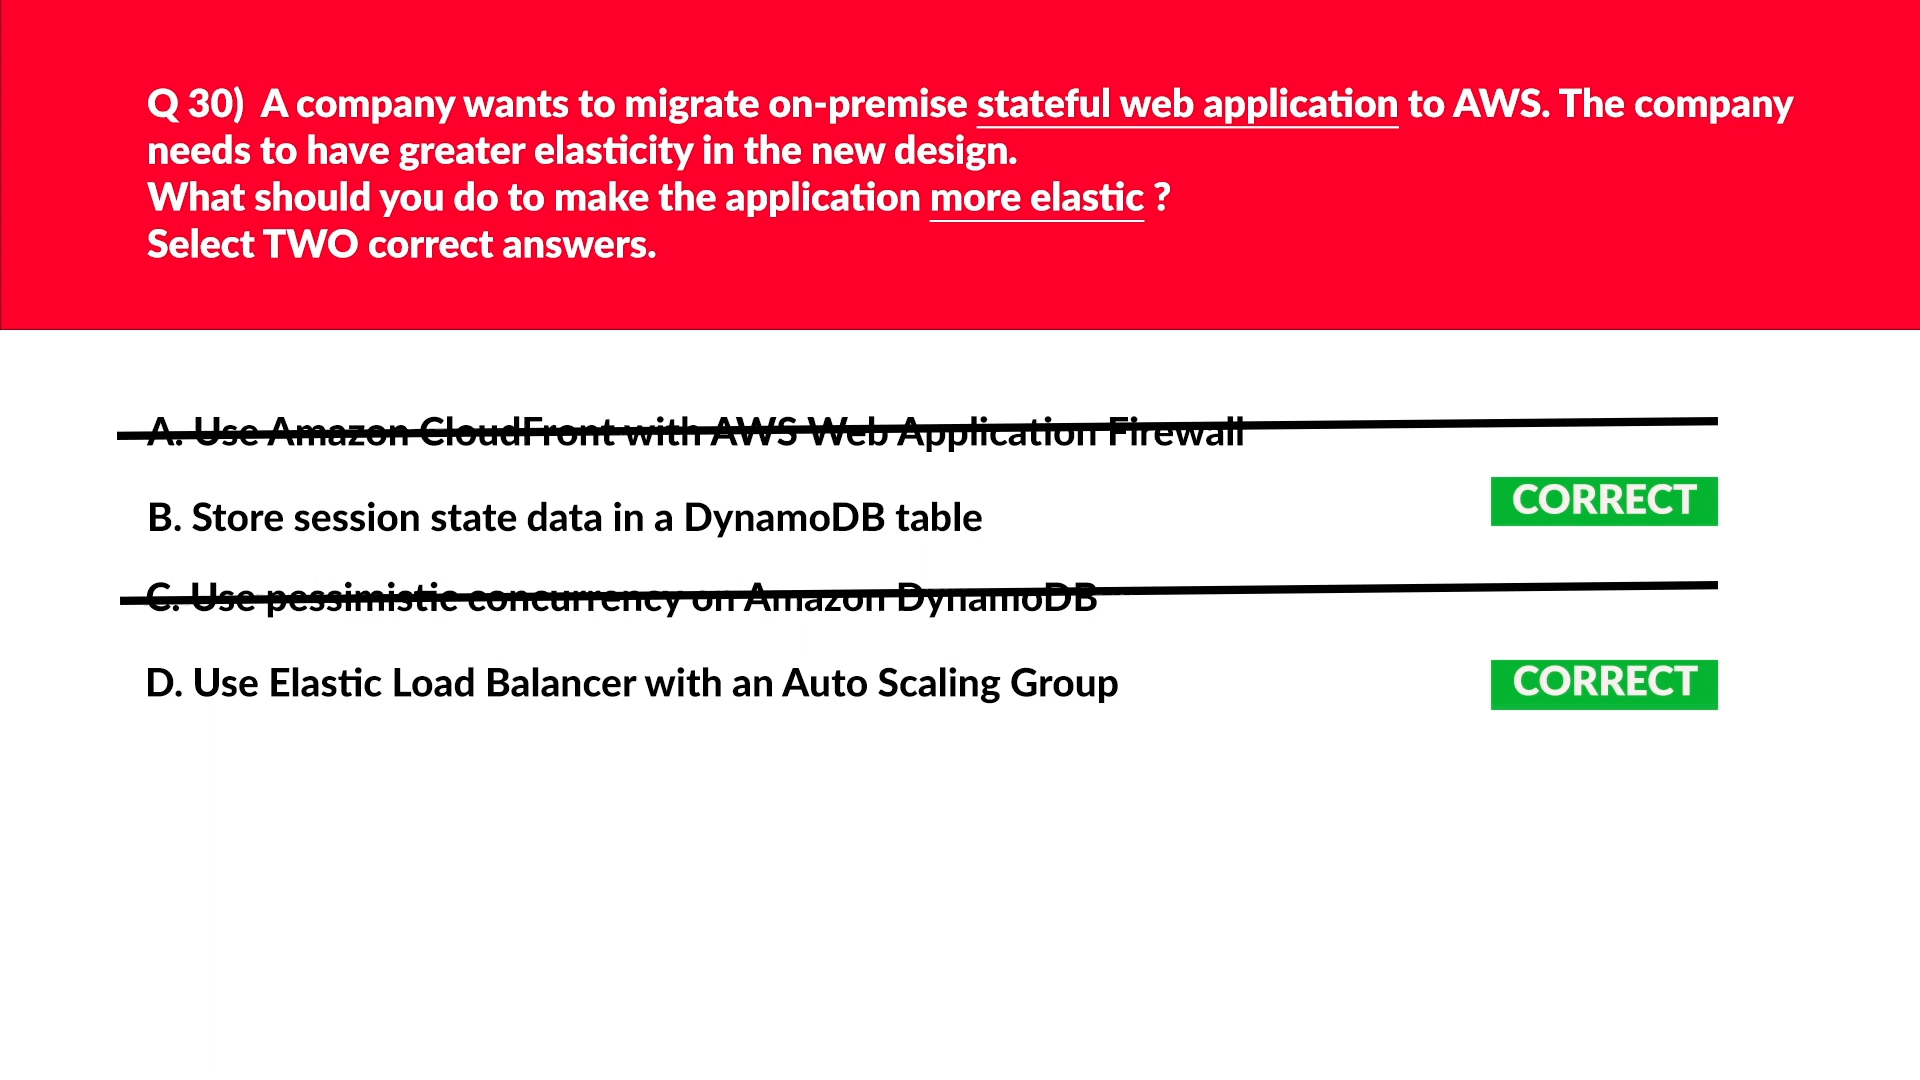 Q 30)  A company wants to migrate on-premise stateful web application to AWS. The company
needs to have greater elasticity in the new design.
What should you do to make the application more elastic ?
Select TWO correct answers.
A. Use Amazon CloudFront with AWS Web Application Firewall
B. Store session state data in a DynamoDB table
CORRECT
C. Use pessimistic concurrency on Amazon DynamoDB
D. Use Elastic Load Balancer with an Auto Scaling Group
CORRECT